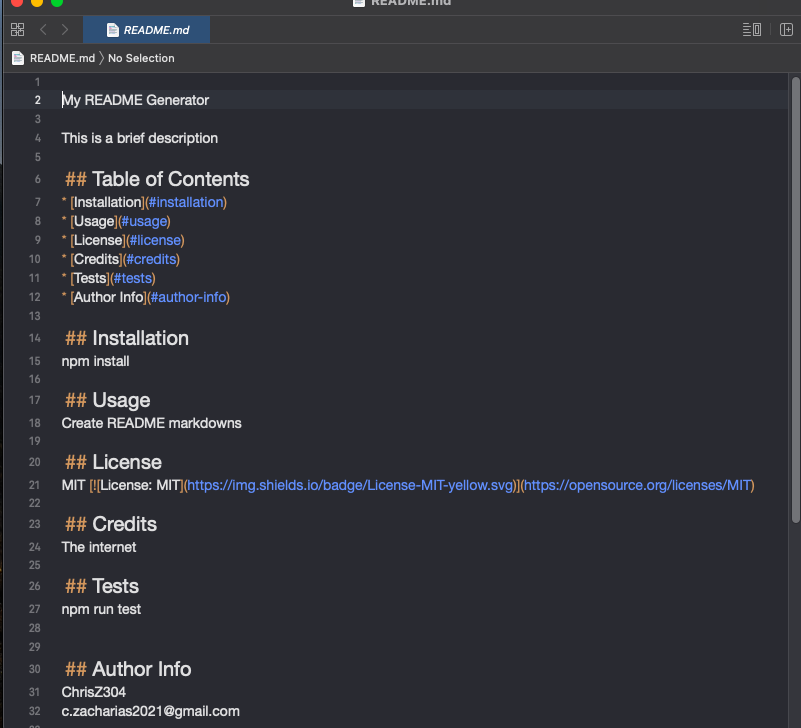 README.md
README.md
README.md 〉No Selection
1
2 My README Generator
3
4 This is a brief description
5
6 ## Table of Contents
7 * [Installation](#installation)
8 * [Usage](#usage)
9 * [License](#license)
10 * [Credits](#credits)
11 * [Tests](#tests)
12 * [Author Info](#author-info)
13
14 ## Installation
15 npm install
16
17 ## Usage
18 Create README markdowns
19
20 ## License
21 MIT [![License: MIT](https://img.shields.io/badge/License-MIT-yellow.svg)](https://opensource.org/licenses/MIT)
22
23 ## Credits
24 The internet
25
26 ## Tests
27 npm run test
28
29
30 ## Author Info
31 ChrisZ304
32 c.zacharias2021@gmail.com